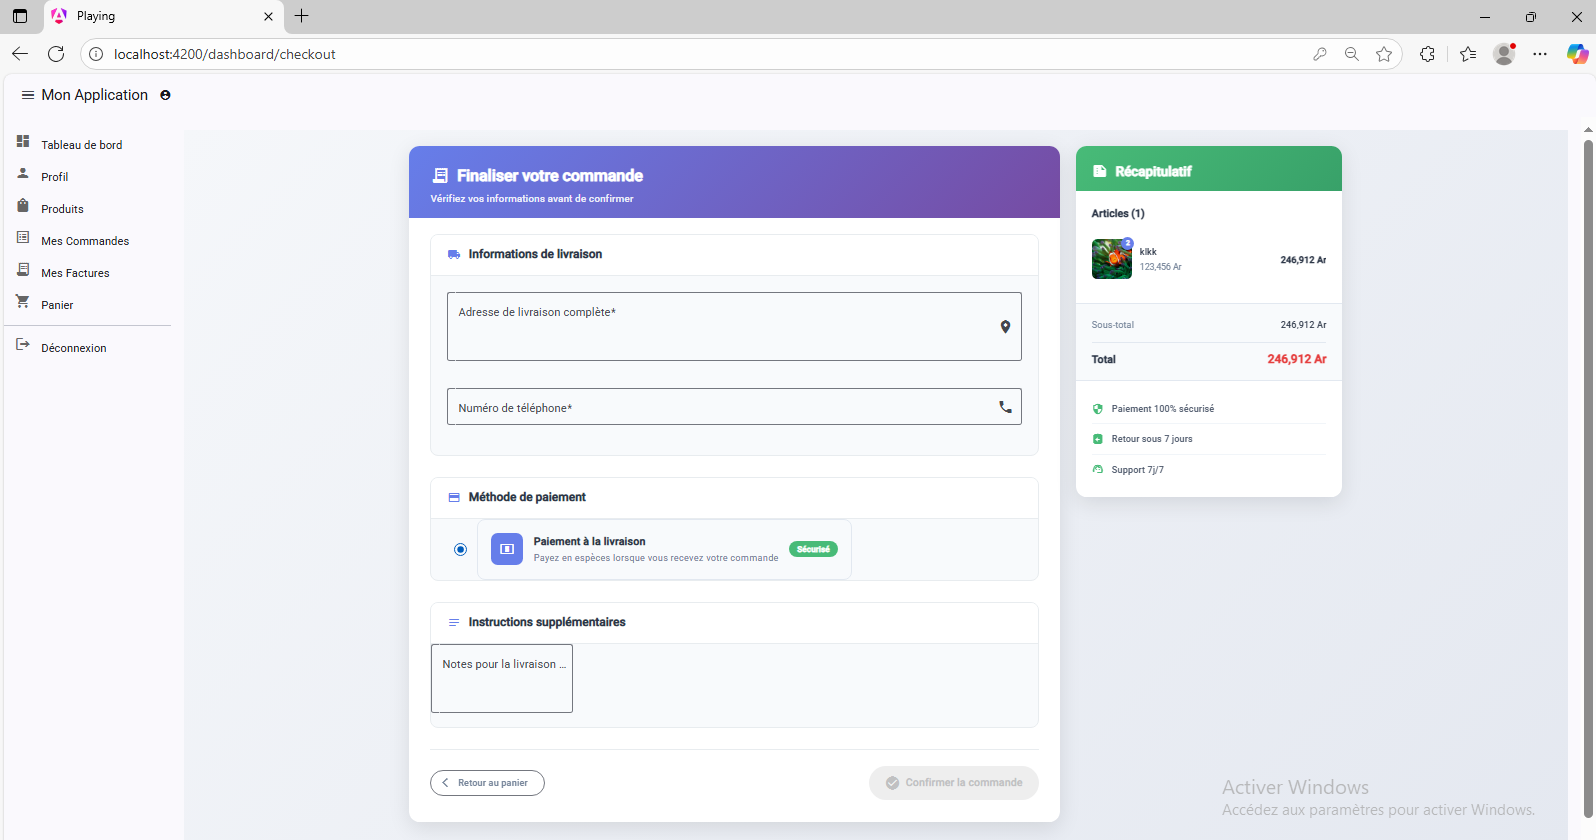 Playing
localhost:4200/dashboard/checkout
Mon Application
Tableau de bord
Profil
Produits
Mes Commandes
Mes Factures
Panier
Déconnexion
Finaliser votre commande
Vérifiez vos informations avant de confirmer
Informations de livraison
Adresse de livraison complète*
Numéro de téléphone*
Méthode de paiement
Paiement à la livraison
Payez en espèces lorsque vous recevez votre commande
Sécurisé
Instructions supplémentaires
Notes pour la livraison ...
Retour au panier
Confirmer la commande
Récapitulatif
Articles (1)
2
klkk
123,456 Ar
246,912 Ar
Sous-total
246,912 Ar
Total
246,912 Ar
Paiement 100% sécurisé
Retour sous 7 jours
Support 7j/7
Activer Windows
Accédez aux paramètres pour activer Windows.